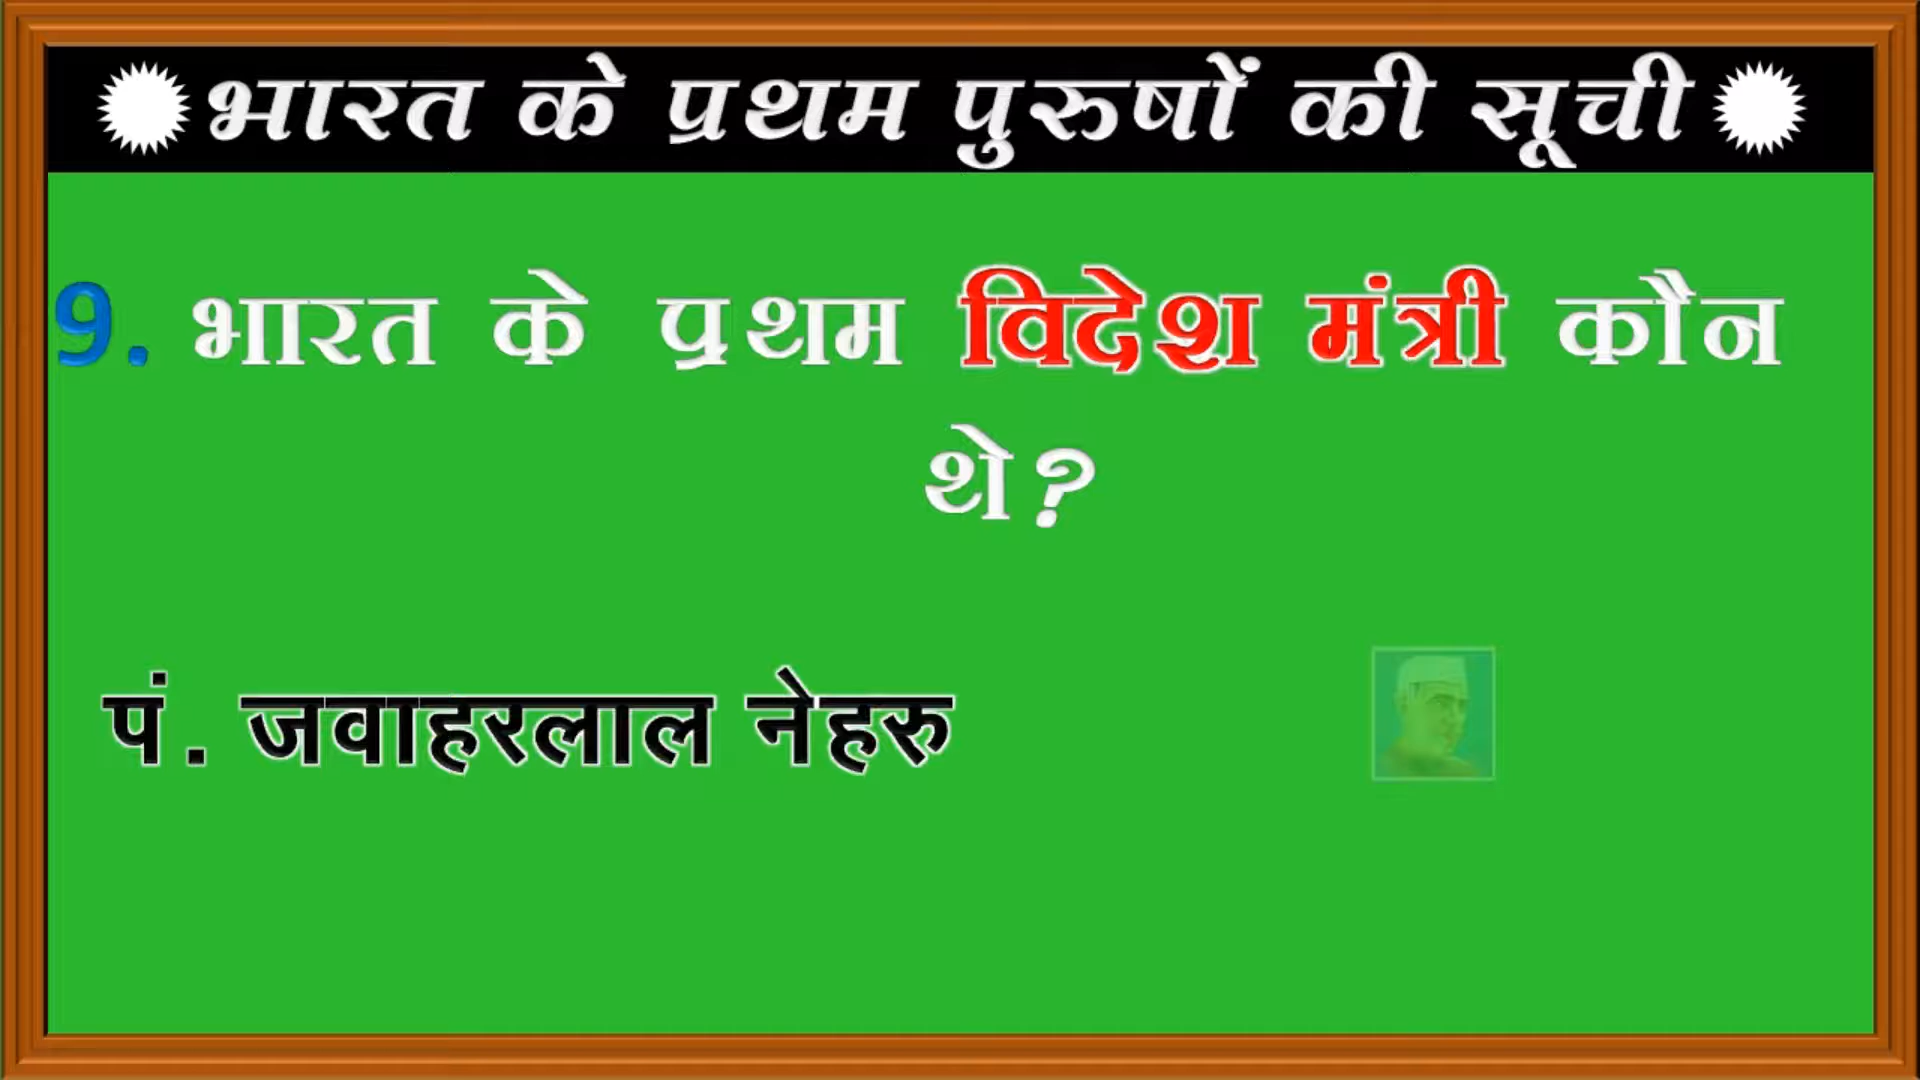 भारत के प्रथम पुरुषों की सूची
9. भारत के प्रथम विदेश मंत्री कौन
थे?
पं. जवाहरलाल नेहरु